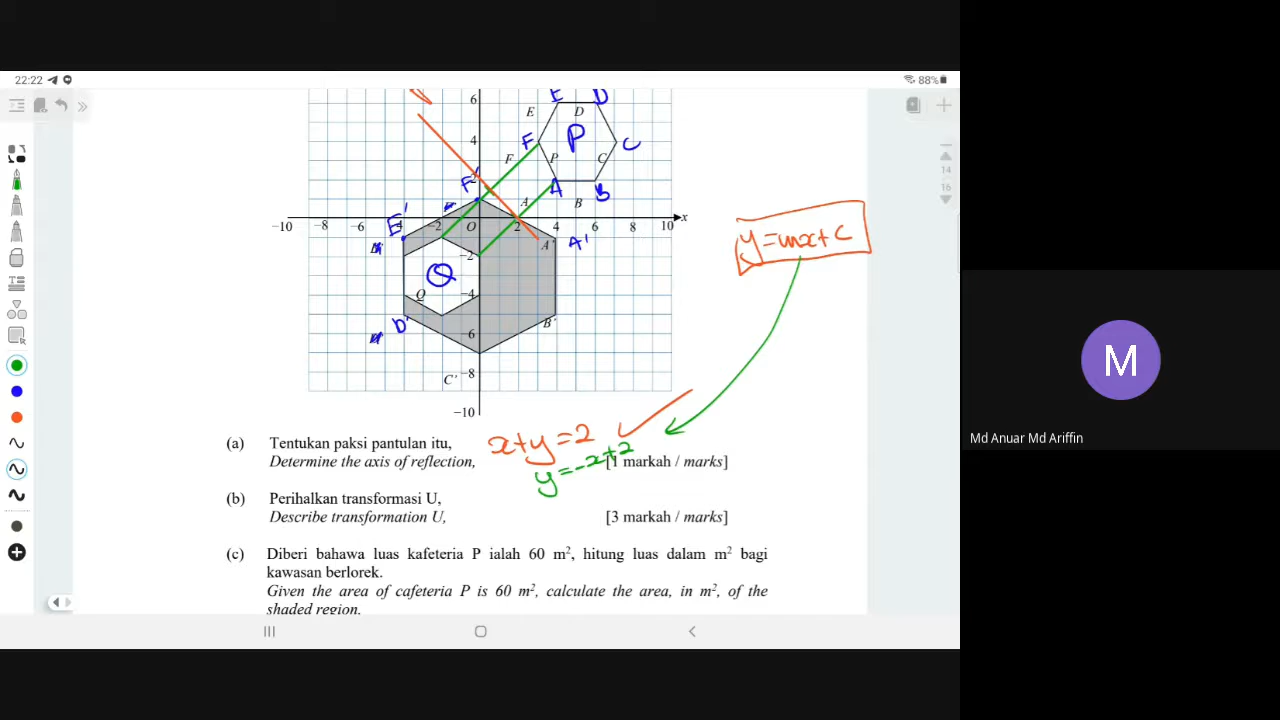 22:22
88%
14
16
6
E
D
E
D
4
F
P
C
F
P
C
2
F'
A
B
A
B
-10
-8
-6
-2
O
2
4
6
8
10
x
E'
A'
A'
-2
Q
Q
-4
D'
B'
6
C'
-8
-10
y=mx+c
(a) Tentukan paksi pantulan itu,
x+y=2
Determine the axis of reflection,
[1 markah / marks]
y=-x+2
(b) Perihalkan transformasi U,
Describe transformation U,
[3 markah / marks]
(c) Diberi bahawa luas kafeteria P ialah 60 m², hitung luas dalam m² bagi
kawasan berlorek.
Given the area of cafeteria P is 60 m², calculate the area, in m², of the
shaded region.
M
Md Anuar Md Ariffin